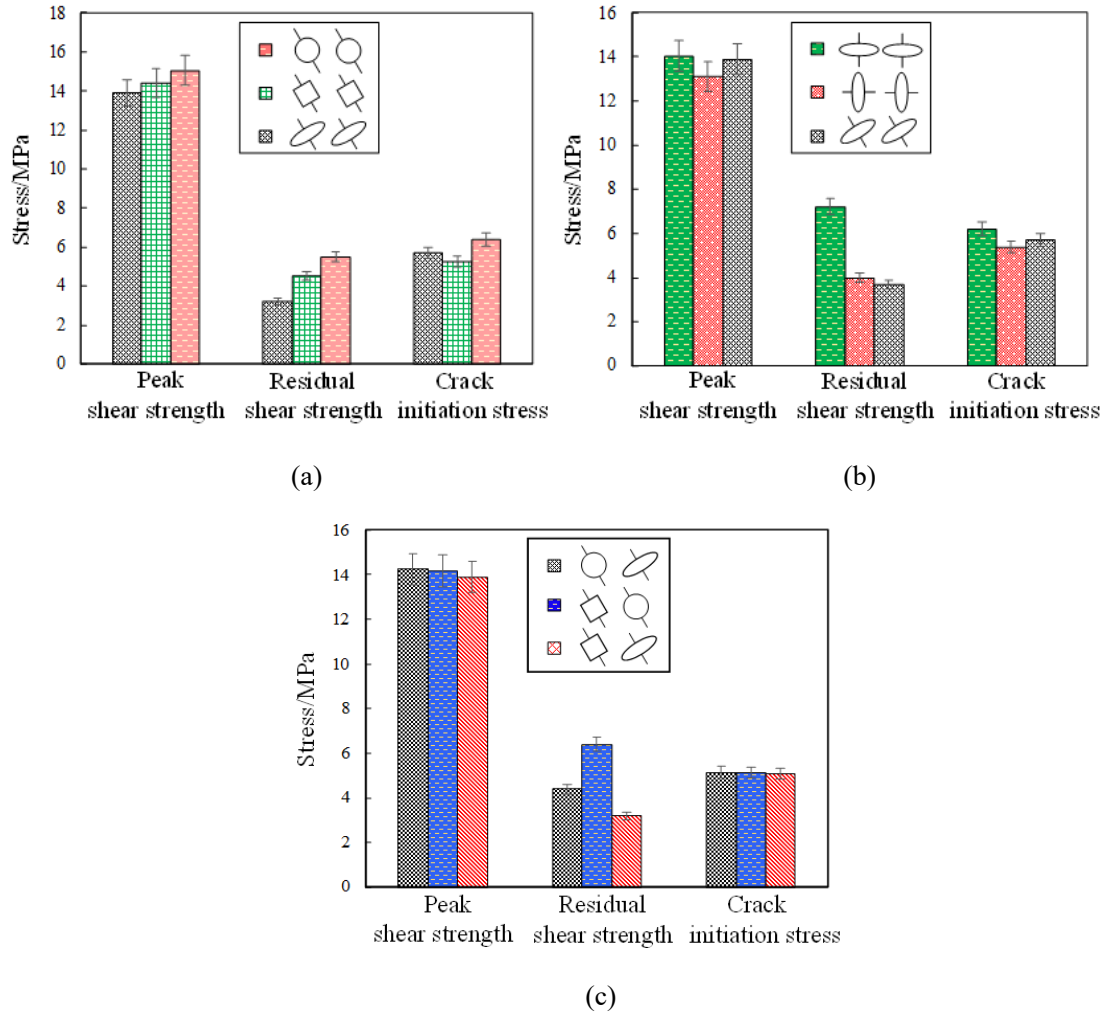 18
16
14
12
10
8
6
4
2
0
Stress/MPa
Peak
shear strength
Residual
shear strength
Crack
initiation stress
(a)
16
14
12
10
8
6
4
2
0
Stress/MPa
Peak
shear strength
Residual
shear strength
Crack
initiation stress
(b)
16
14
12
10
8
6
4
2
0
Stress/MPa
Peak
shear strength
Residual
shear strength
Crack
initiation stress
(c)